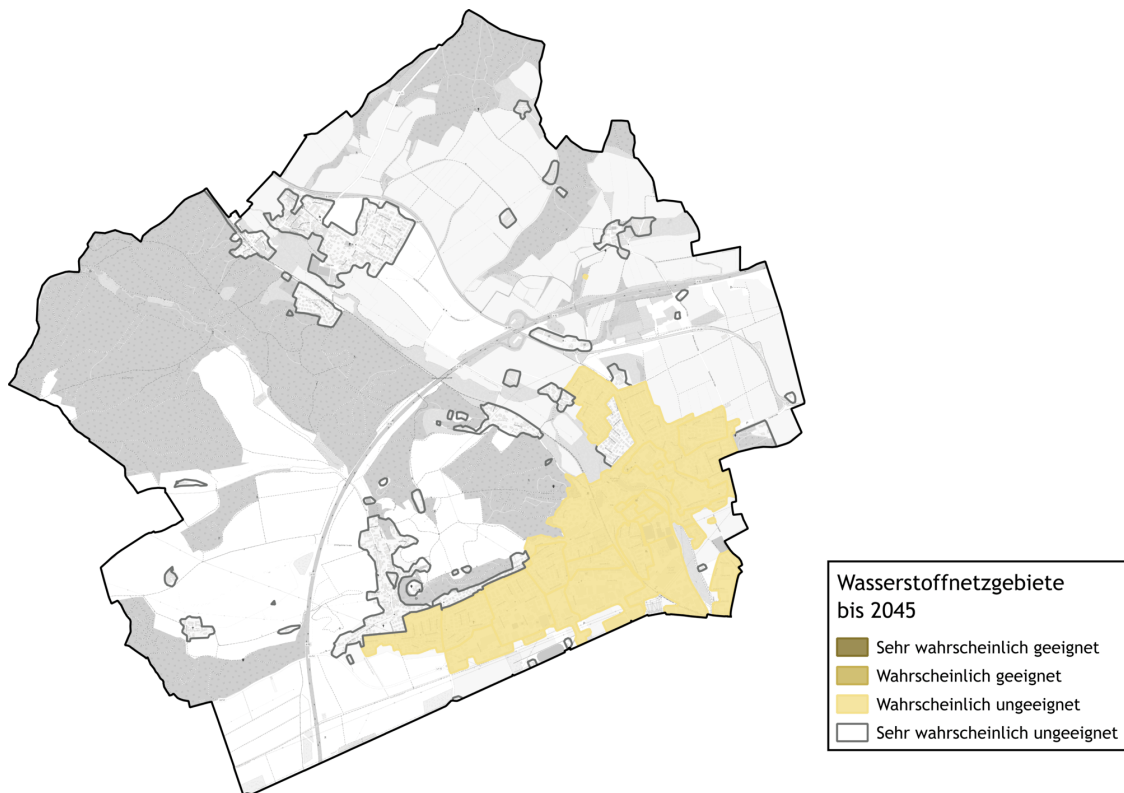 Wasserstoffnetzgebiete
bis 2045
Sehr wahrscheinlich geeignet
Wahrscheinlich geeignet
Wahrscheinlich ungeeignet
Sehr wahrscheinlich ungeeignet